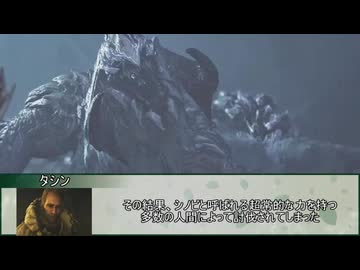 タシン
その結果、シノビと呼ばれる超常的な力を持つ
多数の人間によって討伐されてしまった